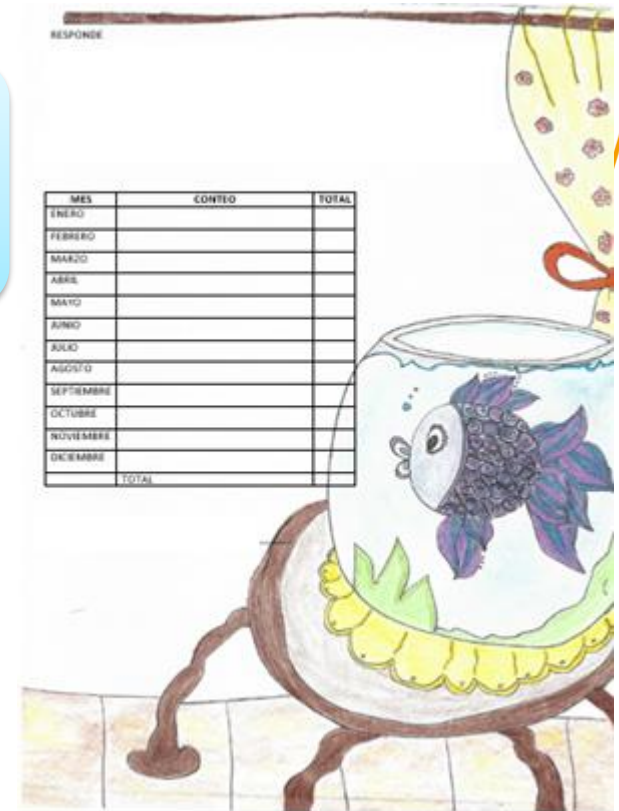 RESPONDE
MES CONTEO TOTAL
ENERO
FEBRERO
MARZO
ABRIL
MAYO
JUNIO
JULIO
AGOSTO
SEPTIEMBRE
OCTUBRE
NOVIEMBRE
DICIEMBRE
TOTAL